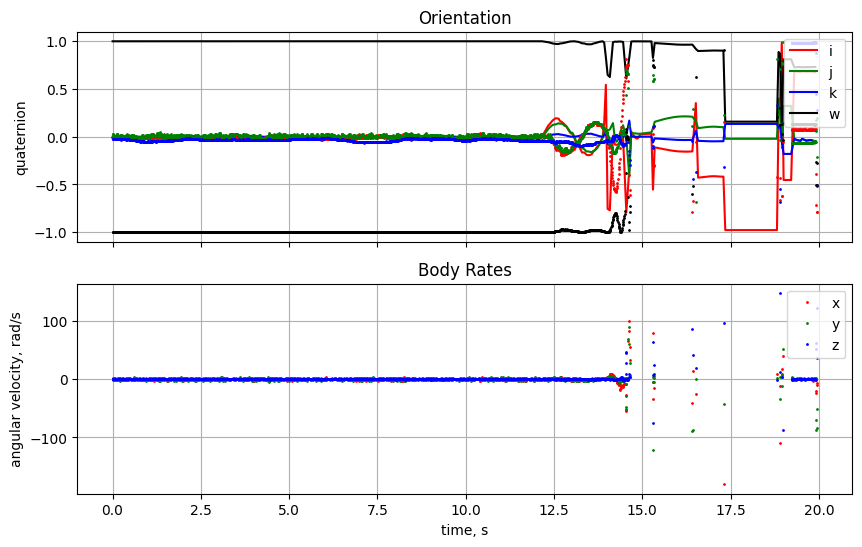 Orientation
1.0
0.5
0.0
−0.5
−1.0
quaternion
i
j
k
w
Body Rates
100
0
−100
angular velocity, rad/s
x
y
z
0.0 2.5 5.0 7.5 10.0 12.5 15.0 17.5 20.0
time, s